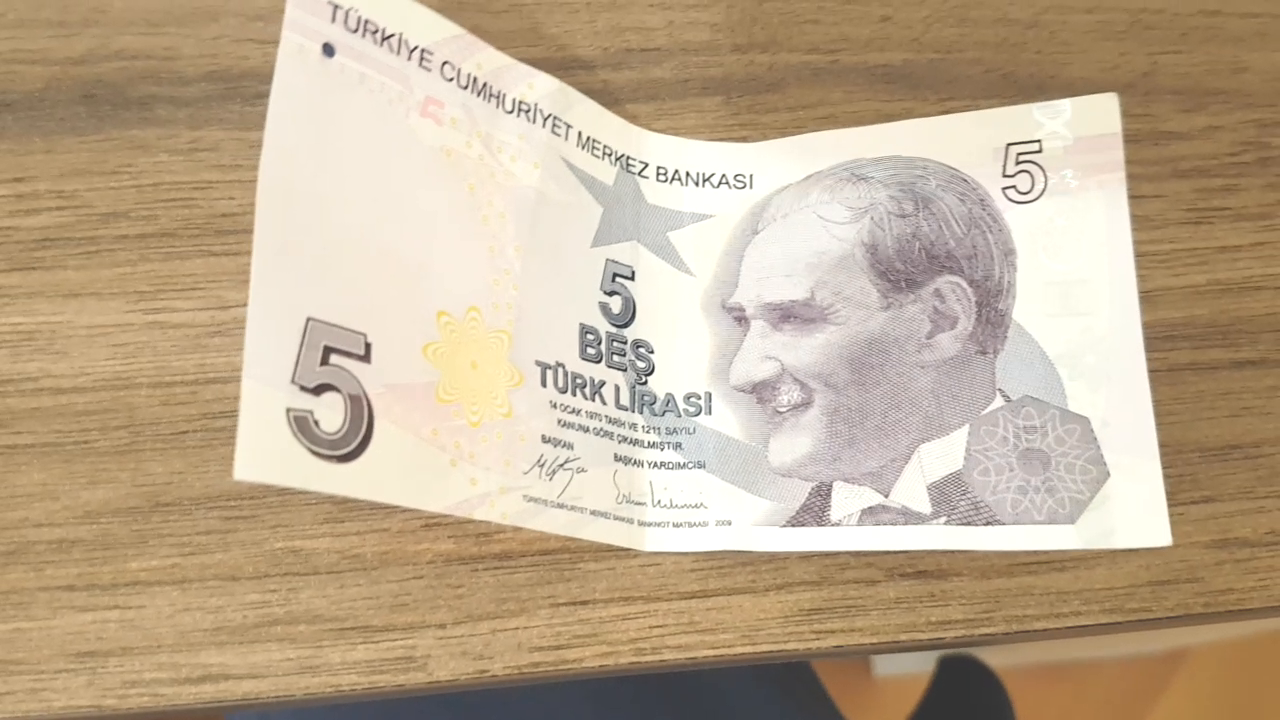 TÜRKİYE CUMHURİYET MERKEZ BANKASI
5
5
5
BEŞ
TÜRK LİRASI
14 OCAK 1970 TARİH VE 1211 SAYILI
KANUNA GÖRE ÇIKARILMIŞTIR.
BAŞKAN
BAŞKAN YARDIMCISI
TÜRKİYE CUMHURİYET MERKEZ BANKASI BANKNOT MATBAASI 2009
5